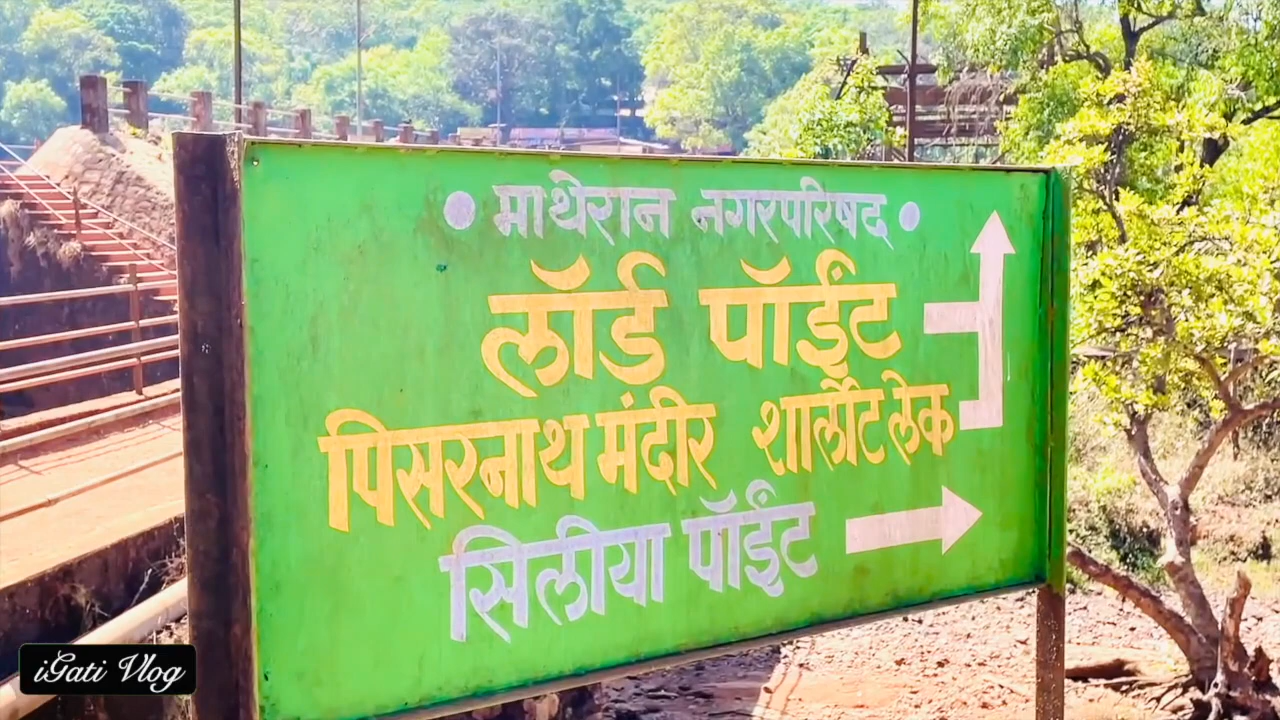 • माथेरान नगरपरिषद •
लॉर्ड पॉईंट
पिसरनाथ मंदीर शार्लोट लेक
सिलीया पॉईंट
iGati Vlog